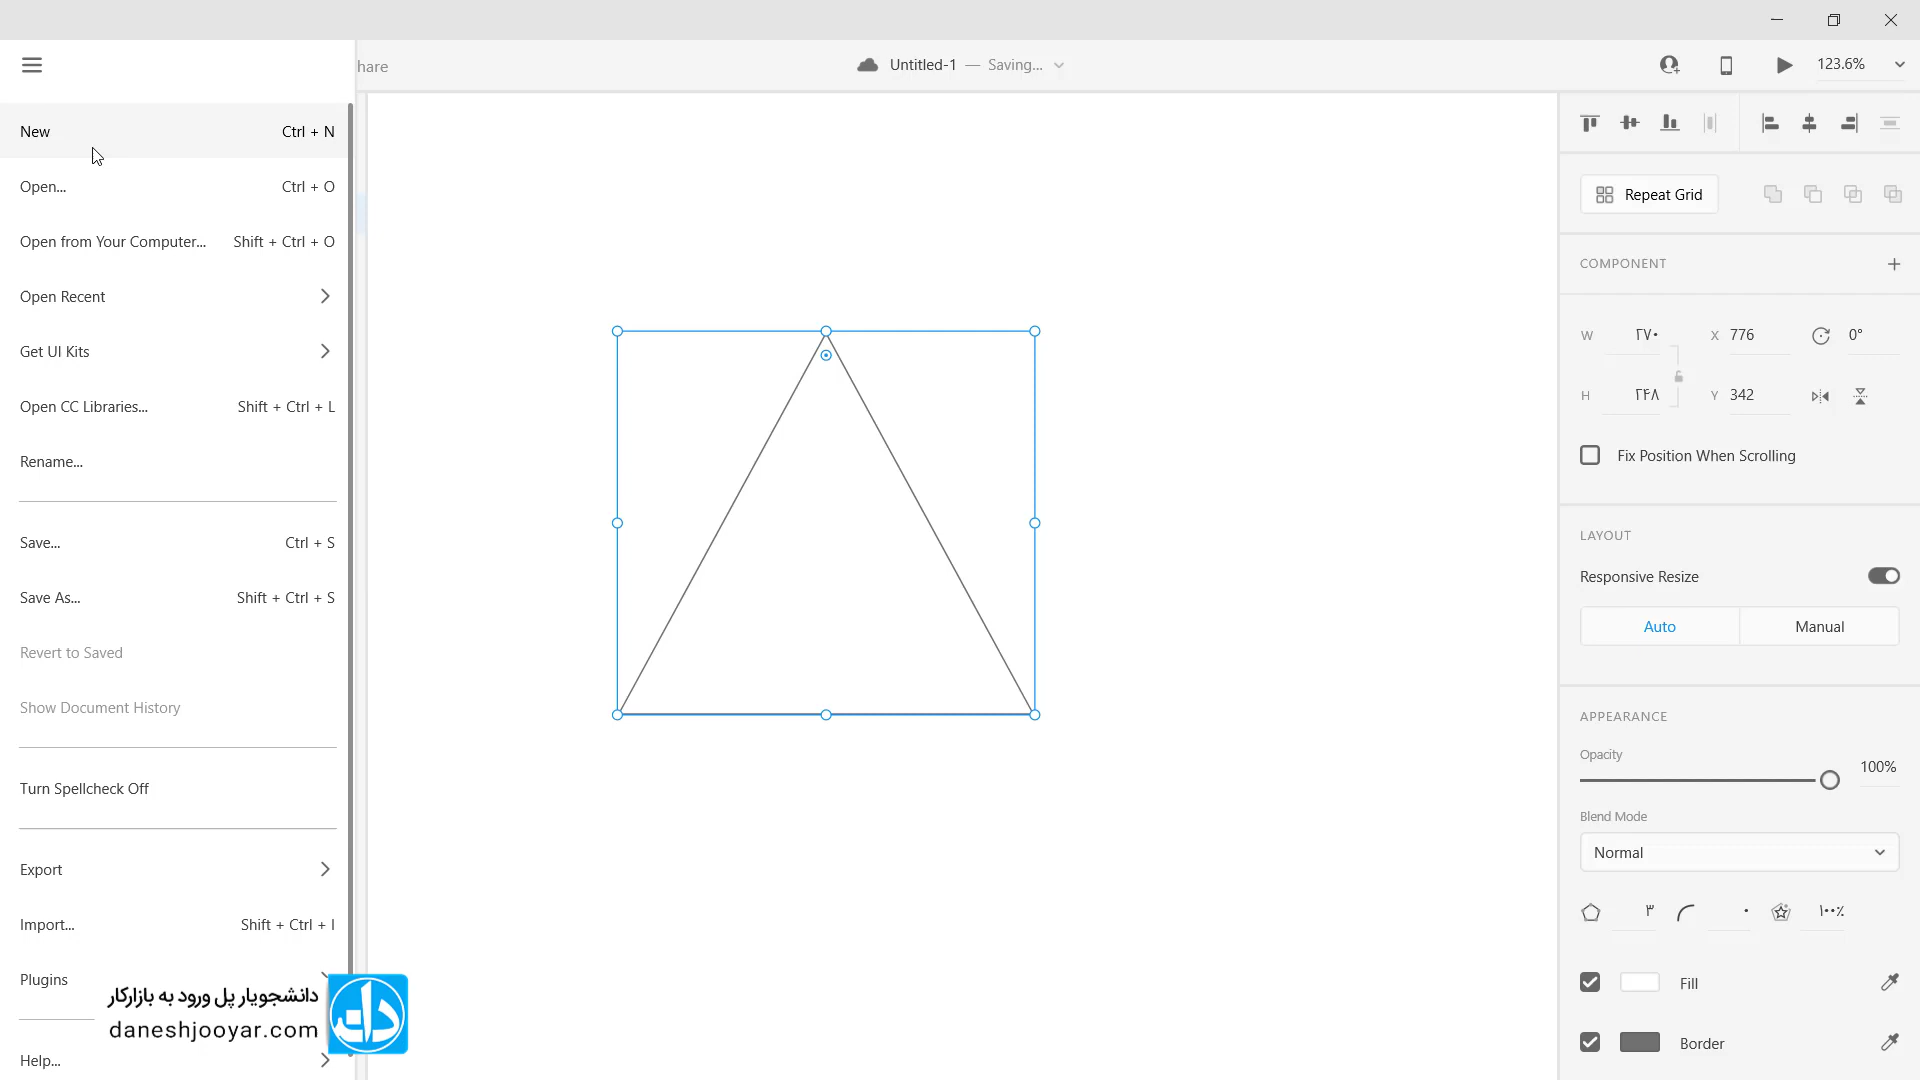 hare
Untitled-1 — Saving...
123.6%
New Ctrl + N
Open... Ctrl + O
Open from Your Computer... Shift + Ctrl + O
Open Recent
Get UI Kits
Open CC Libraries... Shift + Ctrl + L
Rename...
Save... Ctrl + S
Save As... Shift + Ctrl + S
Revert to Saved
Show Document History
Turn Spellcheck Off
Export
Import... Shift + Ctrl + I
Plugins
Help...
دانشجویار پل ورود به بازارکار
daneshjooyar.com
Repeat Grid
COMPONENT
W ۲۷۰ X 776 0°
H ۲۴۸ Y 342
Fix Position When Scrolling
LAYOUT
Responsive Resize
Auto Manual
APPEARANCE
Opacity
100%
Blend Mode
Normal
۳ ۰ ۱۰۰٪
Fill
Border